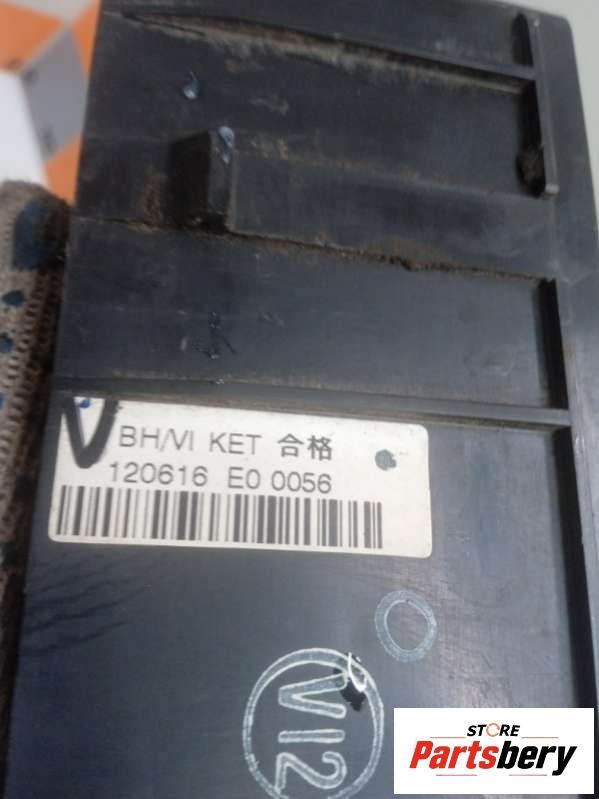 BH/VI KET 合格
120616 E0 0056
VI2
STORE
Partsbery